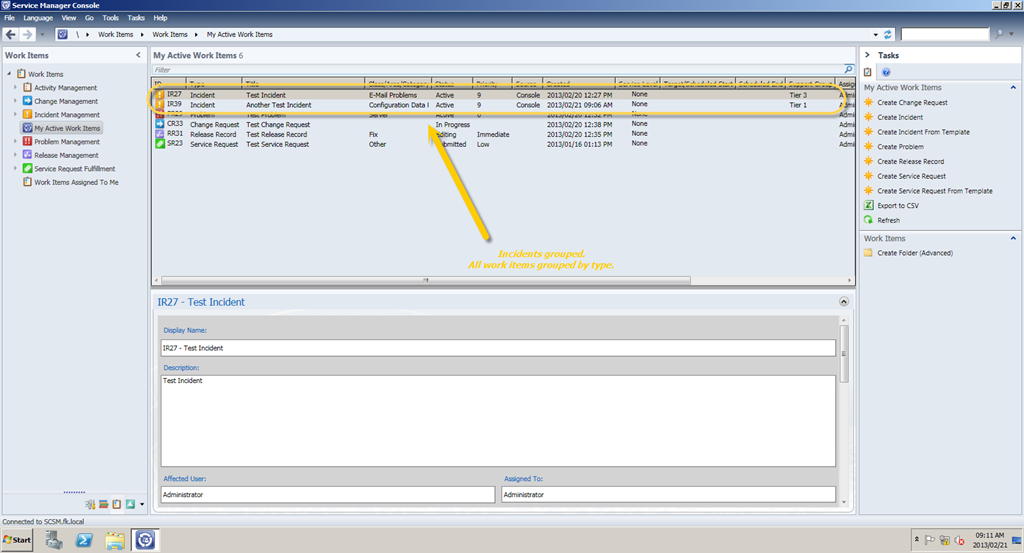 Service Manager Console
File Language View Go Tools Tasks Help
\ Work Items Work Items My Active Work Items
Work Items
Work Items
Activity Management
Change Management
Incident Management
My Active Work Items
Problem Management
Release Management
Service Request Fulfillment
Work Items Assigned To Me
My Active Work Items 6
Filter
ID Type Title Class/Area/Category Status Priority Source Created Service Level Target/Scheduled Start Scheduled End Support Group Assig
IR27 Incident Test Incident E-Mail Problems Active 9 Console 2013/02/20 12:27 PM None Tier 3 Admi
IR39 Incident Another Test Incident Configuration Data I Active 9 Console 2013/02/21 09:06 AM None Tier 1 Admi
Problem Test Problem Server Active 6 2013/02/20 12:32 PM None Admi
CR33 Change Request Test Change Request In Progress 2013/02/20 12:38 PM None Admi
RR31 Release Record Test Release Record Fix Editing Immediate 2013/02/20 12:35 PM None Admi
SR23 Service Request Test Service Request Other Submitted Low 2013/01/16 01:13 PM None Admi
Incidents grouped.
All work items grouped by type.
IR27 - Test Incident
Display Name:
IR27 - Test Incident
Description:
Test Incident
Affected User: Assigned To:
Administrator Administrator
Tasks
My Active Work Items
Create Change Request
Create Incident
Create Incident From Template
Create Problem
Create Release Record
Create Service Request
Create Service Request From Template
Export to CSV
Refresh
Work Items
Create Folder (Advanced)
Connected to SCSM.fk.local
Start
09:11 AM
2013/02/21